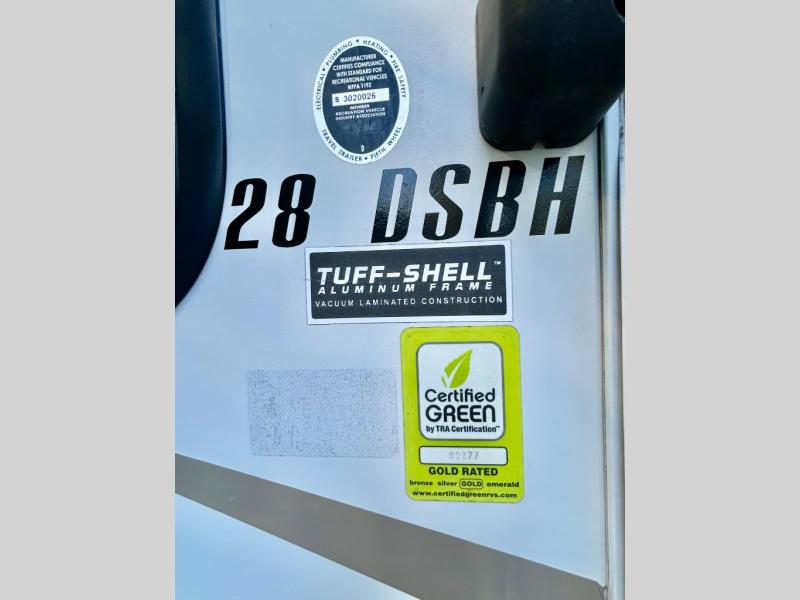 ELECTRICAL • PLUMBING • HEATING • FIRE SAFETY
MANUFACTURER
CERTIFIES COMPLIANCE
WITH STANDARD FOR
RECREATIONAL VEHICLES
NFPA 1192
S 3020026
MEMBER
RECREATION VEHICLE
INDUSTRY ASSOCIATION
TRAVEL TRAILER • FIFTH WHEEL
28 DSBH
TUFF-SHELL™
ALUMINUM FRAME
VACUUM LAMINATED CONSTRUCTION
Certified
GREEN
by TRA Certification™
GOLD RATED
bronze silver GOLD emerald
www.certifiedgreenrvs.com